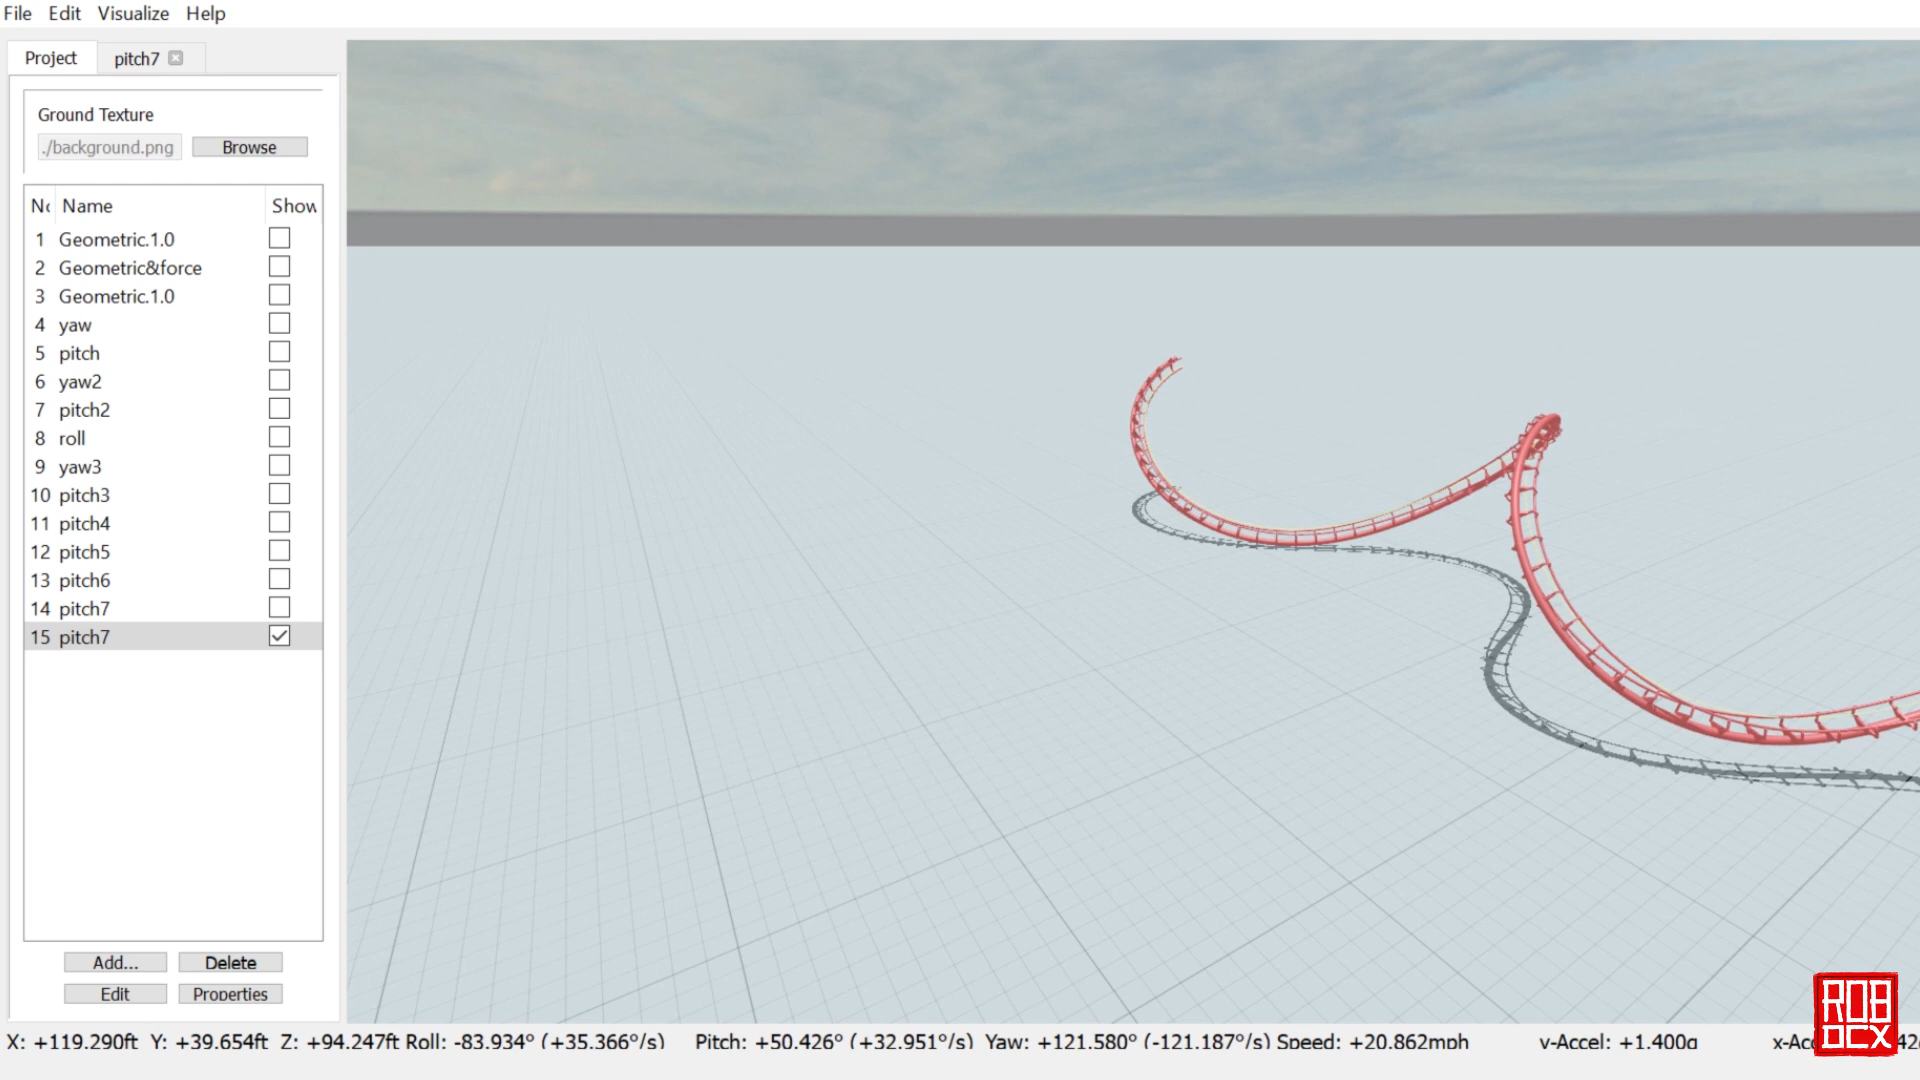 File Edit Visualize Help
Project pitch7
Ground Texture
./background.png Browse
Name Show
1 Geometric.1.0
2 Geometric&force
3 Geometric.1.0
4 yaw
5 pitch
6 yaw2
7 pitch2
8 roll
9 yaw3
10 pitch3
11 pitch4
12 pitch5
13 pitch6
14 pitch7
15 pitch7
Add... Delete
Edit Properties
X: +119.290ft Y: +39.654ft Z: +94.247ft Roll: -83.934° (+35.366°/s) Pitch: +50.426° (+32.951°/s) Yaw: +121.580° (-121.187°/s) Speed: +20.862mph y-Accel: +1.400g
ROB
DCX